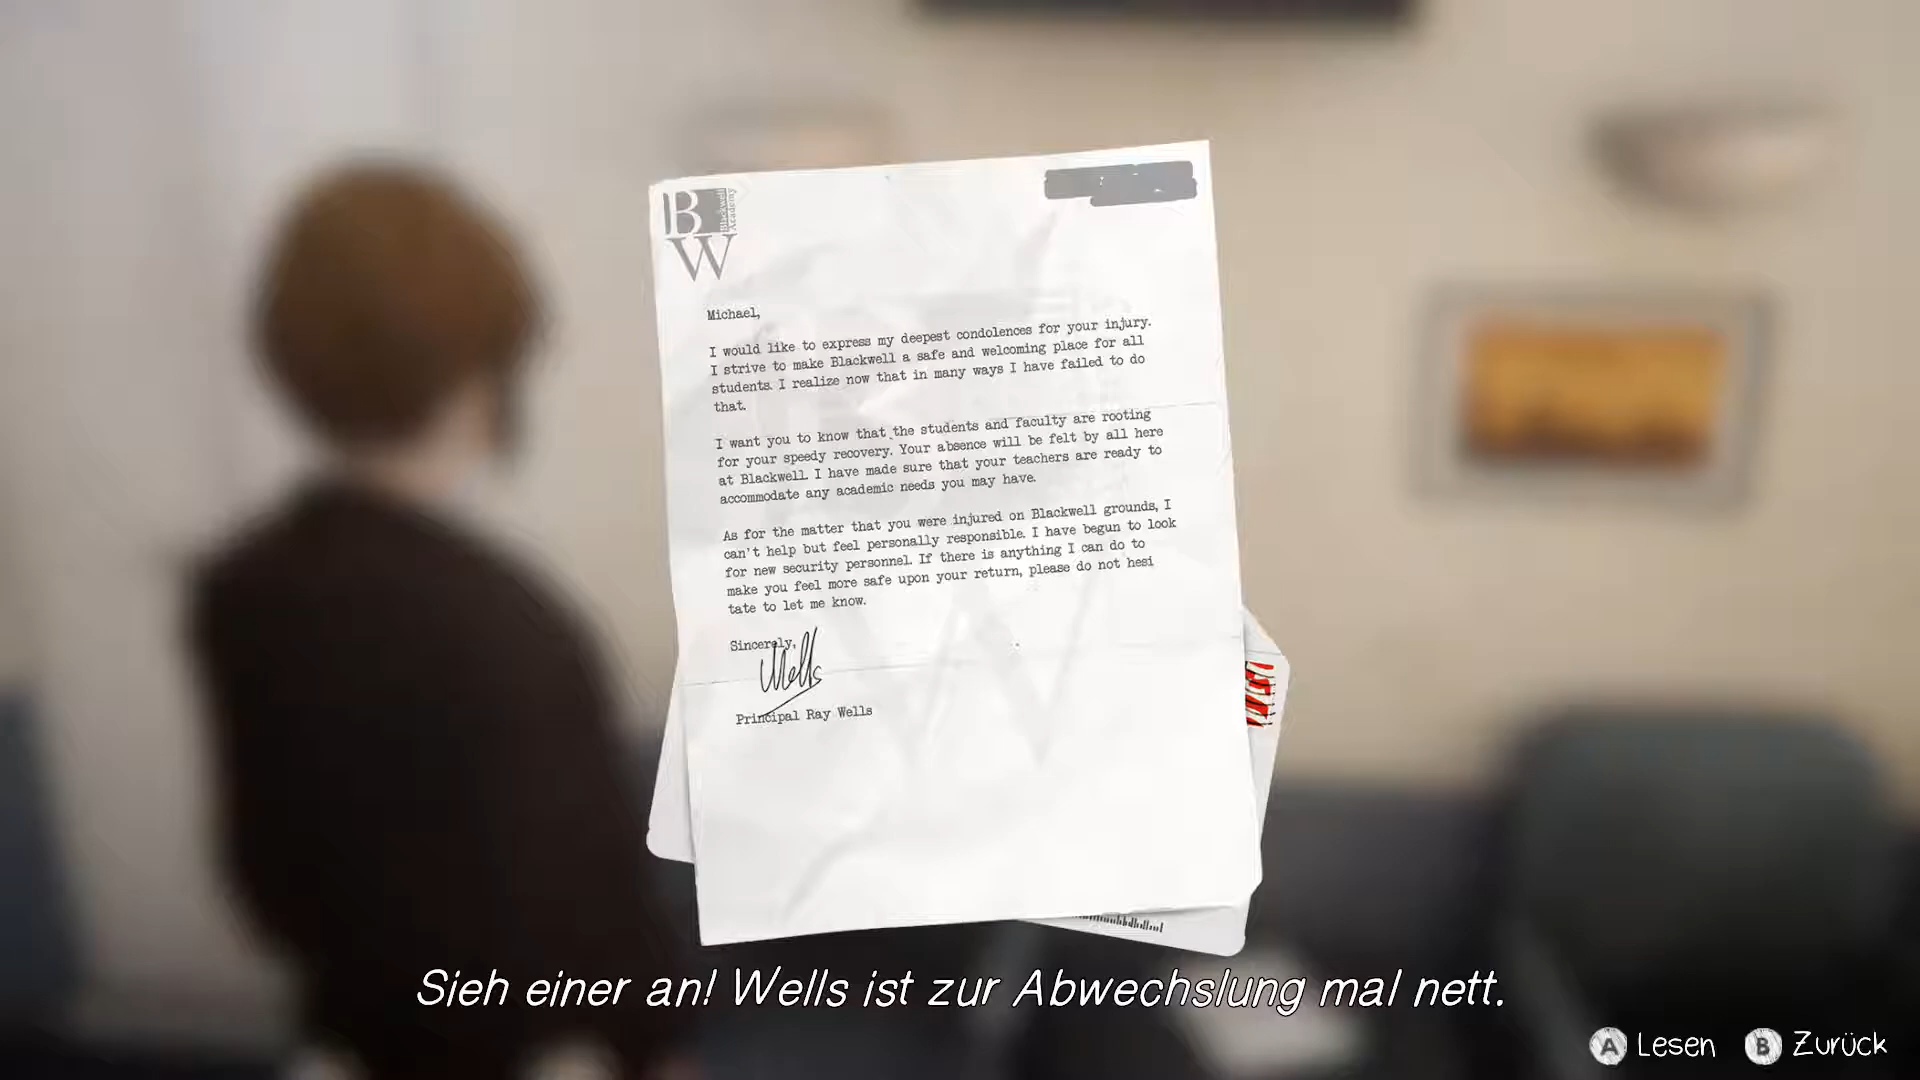 B
Blackwell
Academy
W
Michael,
I would like to express my deepest condolences for your injury.
I strive to make Blackwell a safe and welcoming place for all
students. I realize now that in many ways I have failed to do
that.
I want you to know that the students and faculty are rooting
for your speedy recovery. Your absence will be felt by all here
at Blackwell. I have made sure that your teachers are ready to
accommodate any academic needs you may have.
As for the matter that you were injured on Blackwell grounds, I
can't help but feel personally responsible. I have begun to look
for new security personnel. If there is anything I can do to
make you feel more safe upon your return, please do not hesi
tate to let me know.
Sincerely,
Wells
Principal Ray Wells
Sieh einer an! Wells ist zur Abwechslung mal nett.
A Lesen B Zurück